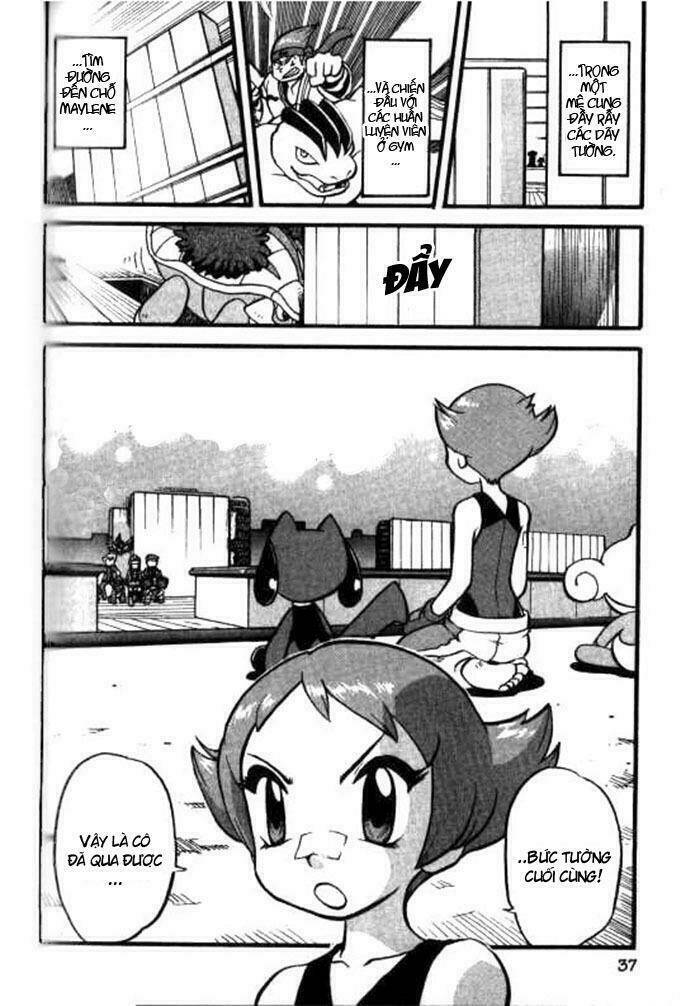 ...TÌM
ĐƯỜNG
ĐẾN CHỖ
MAYLENE
...
...VÀ CHIẾN
ĐẤU VỚI
CÁC HUẤN
LUYỆN VIÊN
Ở GYM
...
...TRONG
MỘT
MÊ CUNG
ĐẦY RẪY
CÁC DÃY
TƯỜNG.
ĐẨY
VẬY LÀ CÔ
ĐÃ QUA ĐƯỢC
...
..BỨC TƯỜNG
CUỐI CÙNG!
37